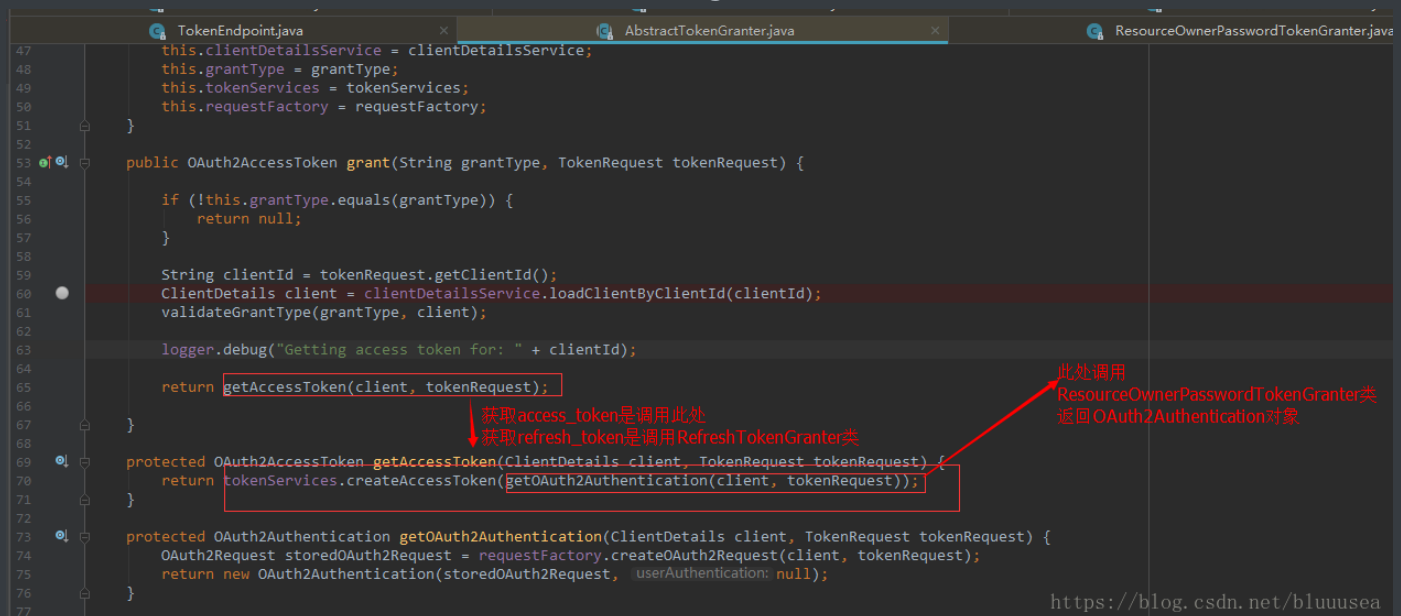 TokenEndpoint.java
AbstractTokenGranter.java
ResourceOwnerPasswordTokenGranter.java
47 this.clientDetailsService = clientDetailsService;
48 this.grantType = grantType;
49 this.tokenServices = tokenServices;
50 this.requestFactory = requestFactory;
51 }
52
53 public OAuth2AccessToken grant(String grantType, TokenRequest tokenRequest) {
54
55 if (!this.grantType.equals(grantType)) {
56 return null;
57 }
58
59 String clientId = tokenRequest.getClientId();
60 ClientDetails client = clientDetailsService.loadClientByClientId(clientId);
61 validateGrantType(grantType, client);
62
63 logger.debug("Getting access token for: " + clientId);
64
65 return getAccessToken(client, tokenRequest);
此处调用
ResourceOwnerPasswordTokenGranter类
返回OAuth2Authentication对象
66
获取access_token是调用此处
67 }
获取refresh_token是调用RefreshTokenGranter类
68
69 protected OAuth2AccessToken getAccessToken(ClientDetails client, TokenRequest tokenRequest) {
70 return tokenServices.createAccessToken(getOAuth2Authentication(client, tokenRequest));
71 }
72
73 protected OAuth2Authentication getOAuth2Authentication(ClientDetails client, TokenRequest tokenRequest) {
74 OAuth2Request storedOAuth2Request = requestFactory.createOAuth2Request(client, tokenRequest);
75 return new OAuth2Authentication(storedOAuth2Request, userAuthentication: null);
76 }
77
https://blog.csdn.net/bluuusea